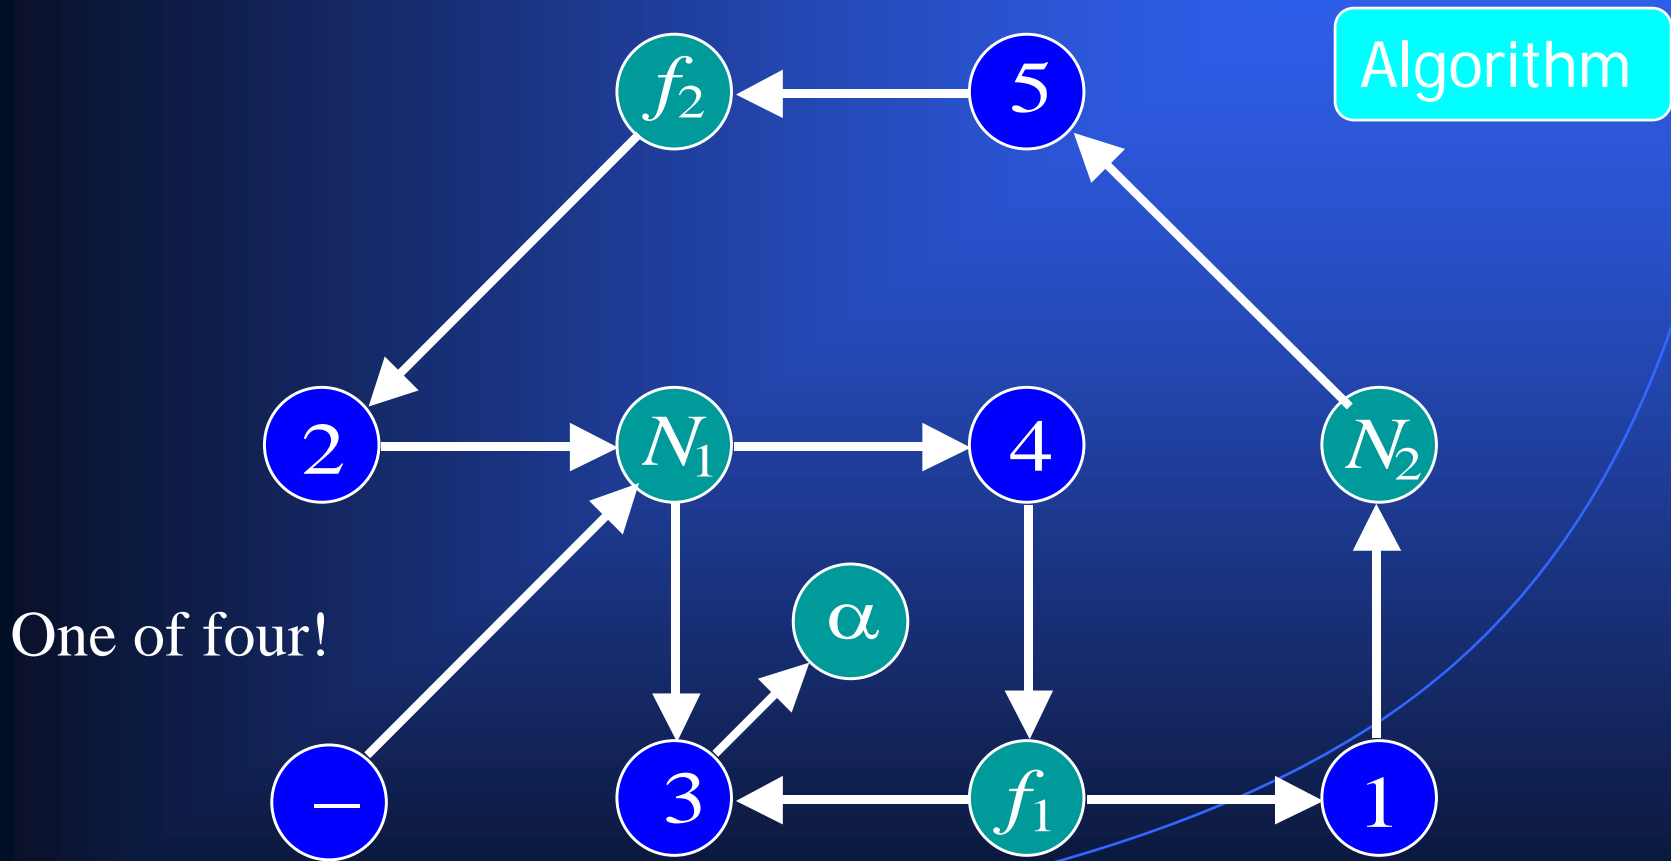 Algorithm
f₂ 5
2 N₁ 4 N₂
α
One of four!
– 3 f₁ 1